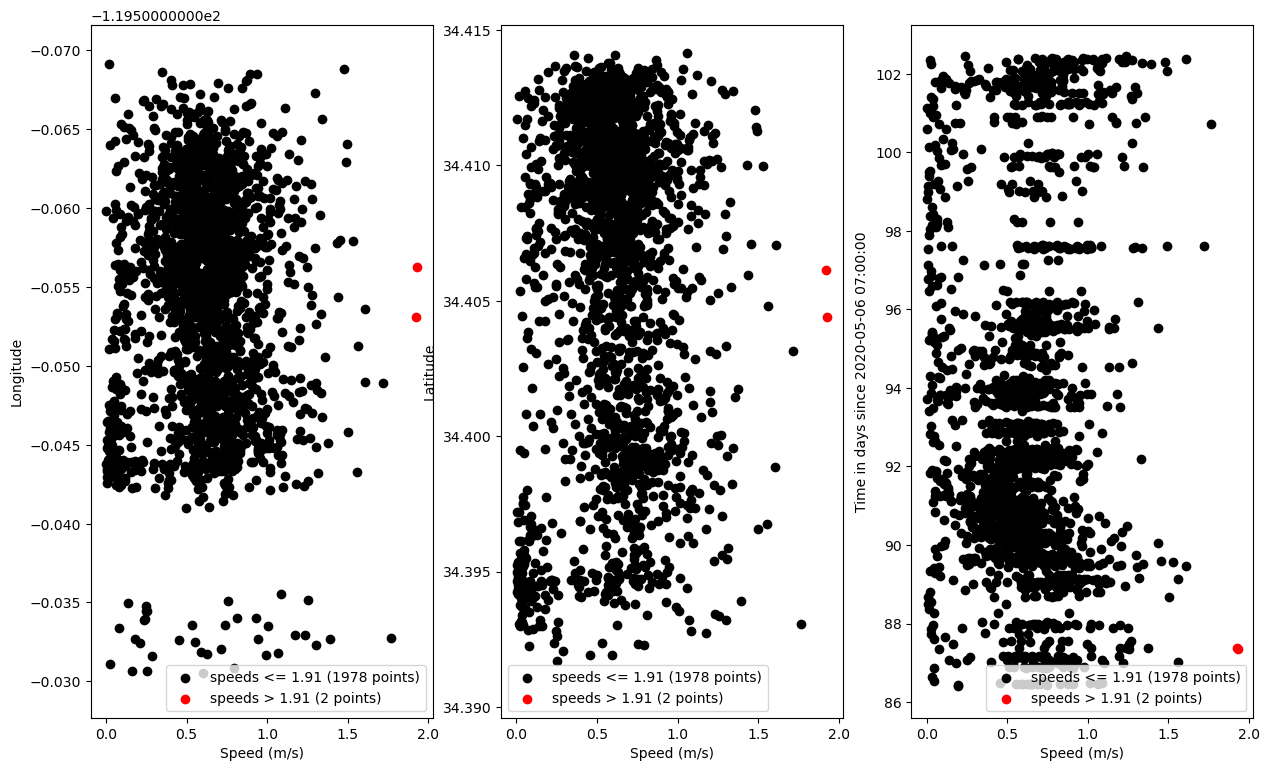 −1.1950000000e2
−0.070
−0.065
−0.060
−0.055
−0.050
−0.045
−0.040
−0.035
−0.030
Longitude
0.0 0.5 1.0 1.5 2.0
Speed (m/s)
speeds <= 1.91 (1978 points)
speeds > 1.91 (2 points)
34.415
34.410
34.405
34.400
34.395
34.390
Latitude
0.0 0.5 1.0 1.5 2.0
Speed (m/s)
speeds <= 1.91 (1978 points)
speeds > 1.91 (2 points)
102
100
98
96
94
92
90
88
86
Time in days since 2020-05-06 07:00:00
0.0 0.5 1.0 1.5 2.0
Speed (m/s)
speeds <= 1.91 (1978 points)
speeds > 1.91 (2 points)